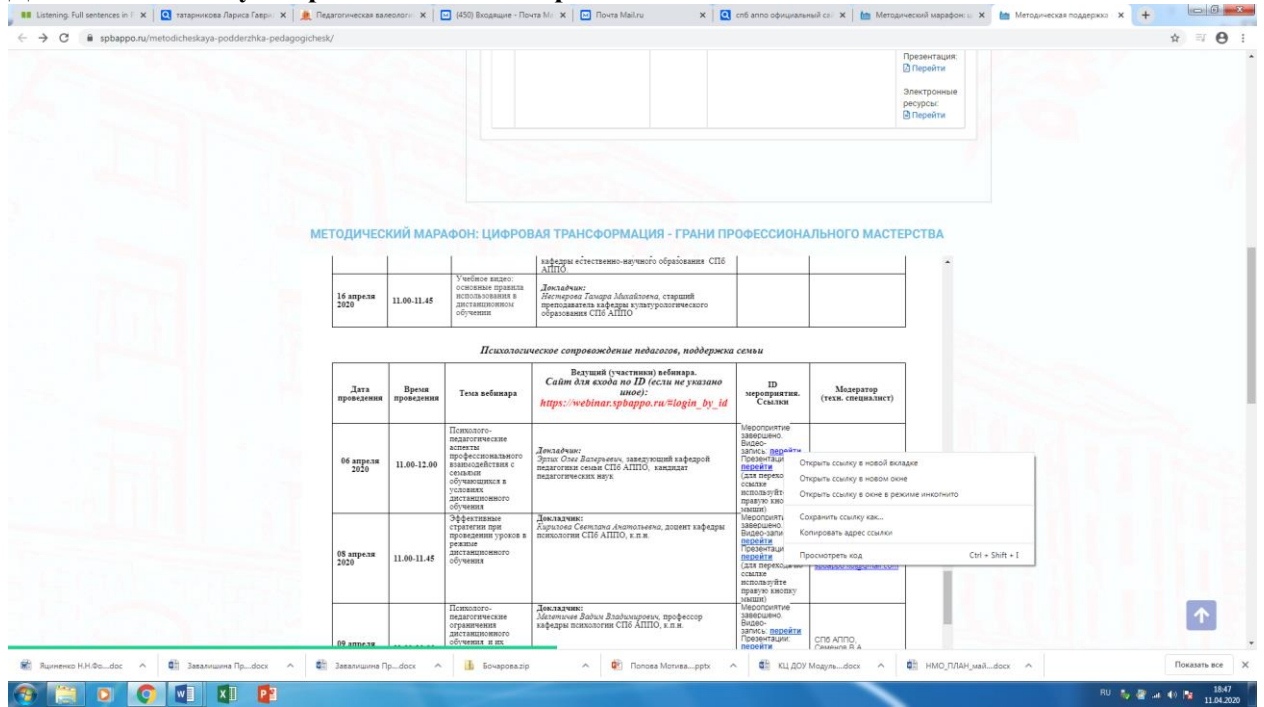 Listening. Full sentences in
татарникова Лариса Гаври
Педагогическая валеологи
(450) Входящие - Почта
Почта Mail.ru
спб аппо официальный са
Методический марафон: ц
Методическая поддержка
spbappo.ru/metodicheskaya-podderzhka-pedagogichesk/
Презентация:
Перейти
Электронные
ресурсы:
Перейти
МЕТОДИЧЕСКИЙ МАРАФОН: ЦИФРОВАЯ ТРАНСФОРМАЦИЯ - ГРАНИ ПРОФЕССИОНАЛЬНОГО МАСТЕРСТВА
кафедры естественно-научного образования СПб
АППО
16 апреля
2020
11.00-11.45
Учебное видео:
основные правила
использования в
дистанционном
обучении
Докладчик:
Нестерова Тамара Михайловна, старший
преподаватель кафедры культурологического
образования СПб АППО
Психологическое сопровождение педагогов, поддержка семьи
Дата
проведения
Время
проведения
Тема вебинара
Ведущий (участники) вебинара.
Сайт для входа по ID (если не указано
иное):
https://webinar.spbappo.ru/#login_by_id
ID
мероприятия.
Ссылки
Модератор
(техн. специалист)
06 апреля
2020
11.00-12.00
Психолого-
педагогические
аспекты
профессионального
взаимодействия с
семьями
обучающихся в
условиях
дистанционного
обучения
Докладчик:
Эрлих Олег Валерьевич, заведующий кафедрой
педагогики семьи СПб АППО, кандидат
педагогических наук
Мероприятие
завершено.
Видео-
запись: перейти
Презентаци
перейти
(для перехо
ссылке
используйт
правую кно
мыши)
Открыть ссылку в новой вкладке
Открыть ссылку в новом окне
Открыть ссылку в окне в режиме инкогнито
Сохранить ссылку как...
Копировать адрес ссылки
Просмотреть код Ctrl + Shift + I
08 апреля
2020
11.00-11.45
Эффективные
стратегии при
проведении уроков в
режиме
дистанционного
обучения
Докладчик:
Кирилова Светлана Анатольевна, доцент кафедры
психологии СПб АППО, к.п.н.
Мероприят
завершено.
Видео-запи
перейти
Презентаци
перейти
(для перехода по
ссылке
используйте
правую кнопку
мыши)
09 апреля
Психолого-
педагогические
ограничения
дистанционного
обучения и их
Докладчик:
Вадим Владимирович, профессор
кафедры психологии СПб АППО, к.п.н.
Мероприятие
завершено.
Видео-
запись: перейти
Презентации:
перейти
СПб АППО,
Семенов В.А.
Яшненко Н.Н.Фо...doc
Завалишина Пр...docx
Завалишина Пр...docx
Бочарова.zip
Попова Мотива...pptx
КЦ ДОУ Модуль...docx
НМО_ПЛАН_май...docx
Показать все
RU
18:47
11.04.2020